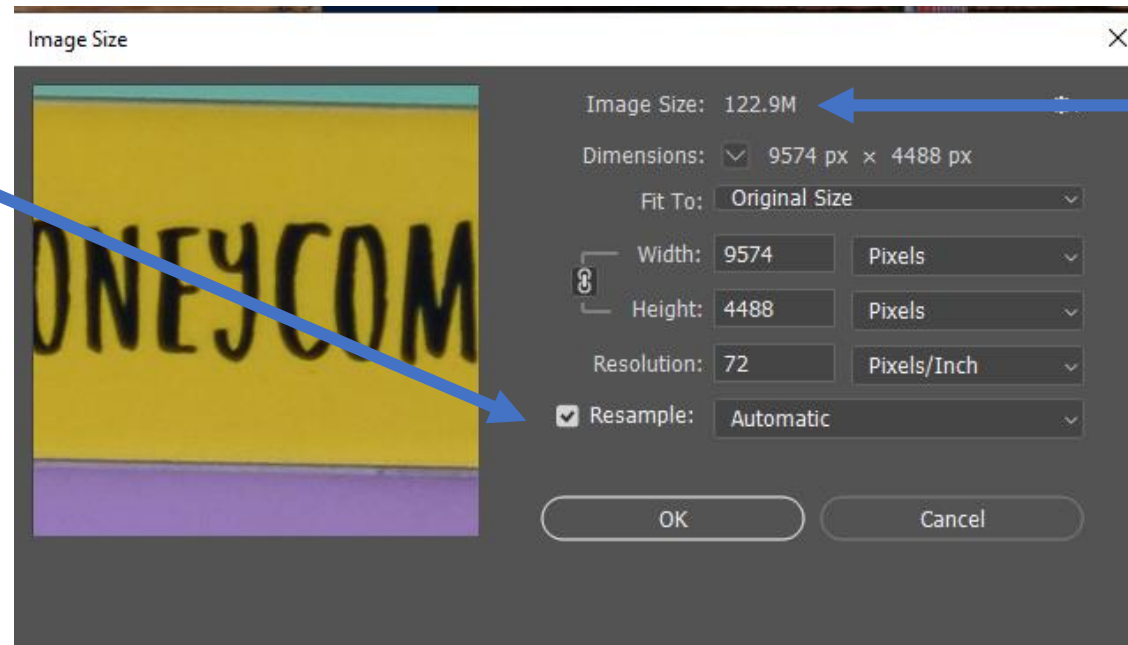 Image Size
ONEYCOM
Image Size: 122.9M
Dimensions: 9574 px × 4488 px
Fit To: Original Size
Width: 9574 Pixels
Height: 4488 Pixels
Resolution: 72 Pixels/Inch
Resample: Automatic
OK Cancel